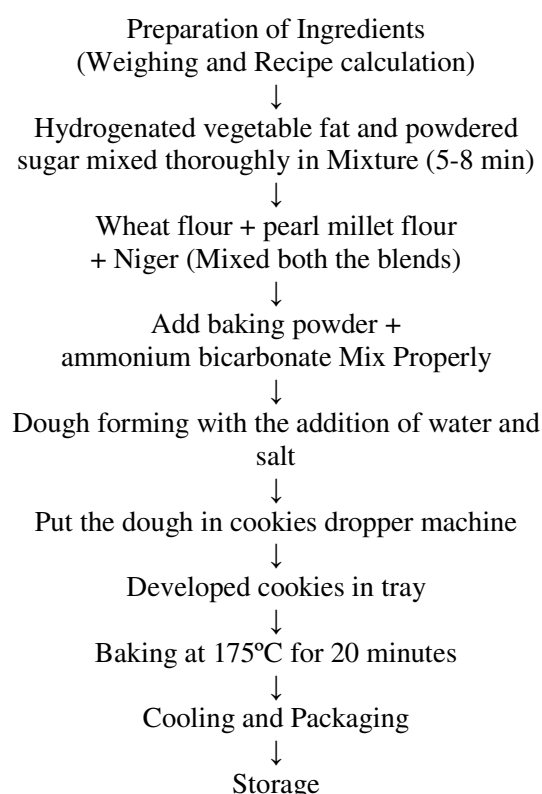 Preparation of Ingredients
(Weighing and Recipe calculation)
↓
Hydrogenated vegetable fat and powdered
sugar mixed thoroughly in Mixture (5-8 min)
↓
Wheat flour + pearl millet flour
+ Niger (Mixed both the blends)
↓
Add baking powder +
ammonium bicarbonate Mix Properly
↓
Dough forming with the addition of water and
salt
↓
Put the dough in cookies dropper machine
↓
Developed cookies in tray
↓
Baking at 175ºC for 20 minutes
↓
Cooling and Packaging
↓
Storage